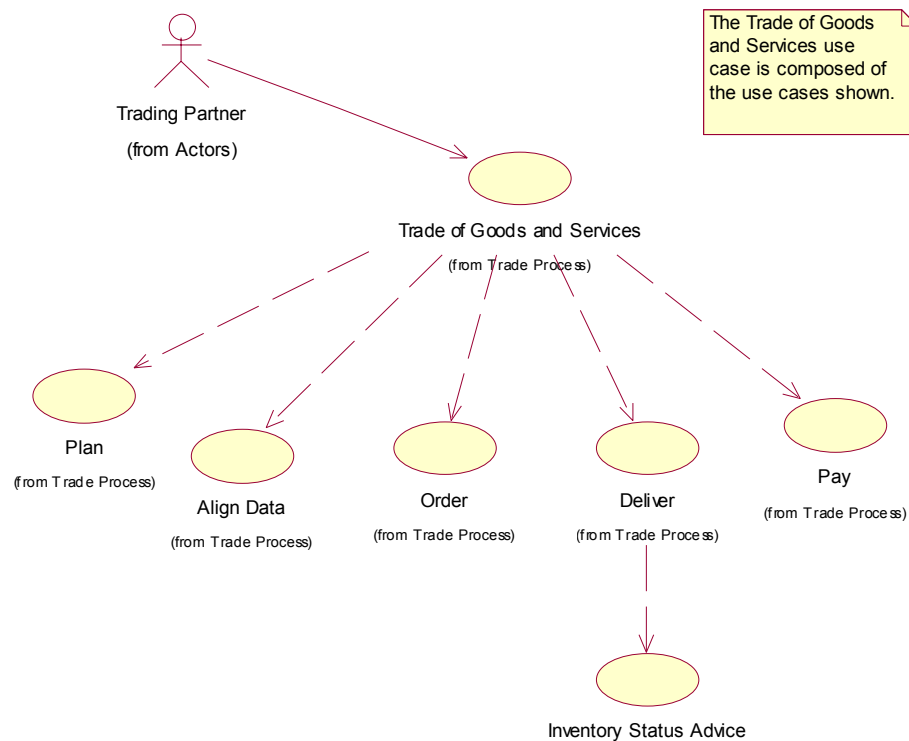 The Trade of Goods
and Services use
case is composed of
the use cases shown.
Trading Partner
(from Actors)
Trade of Goods and Services
(from Trade Process)
Plan
(from Trade Process)
Align Data
(from Trade Process)
Order
(from Trade Process)
Deliver
(from Trade Process)
Pay
(from Trade Process)
Inventory Status Advice